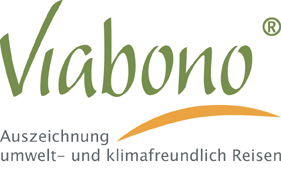 Viabono®
Auszeichnung
umwelt- und klimafreundlich Reisen